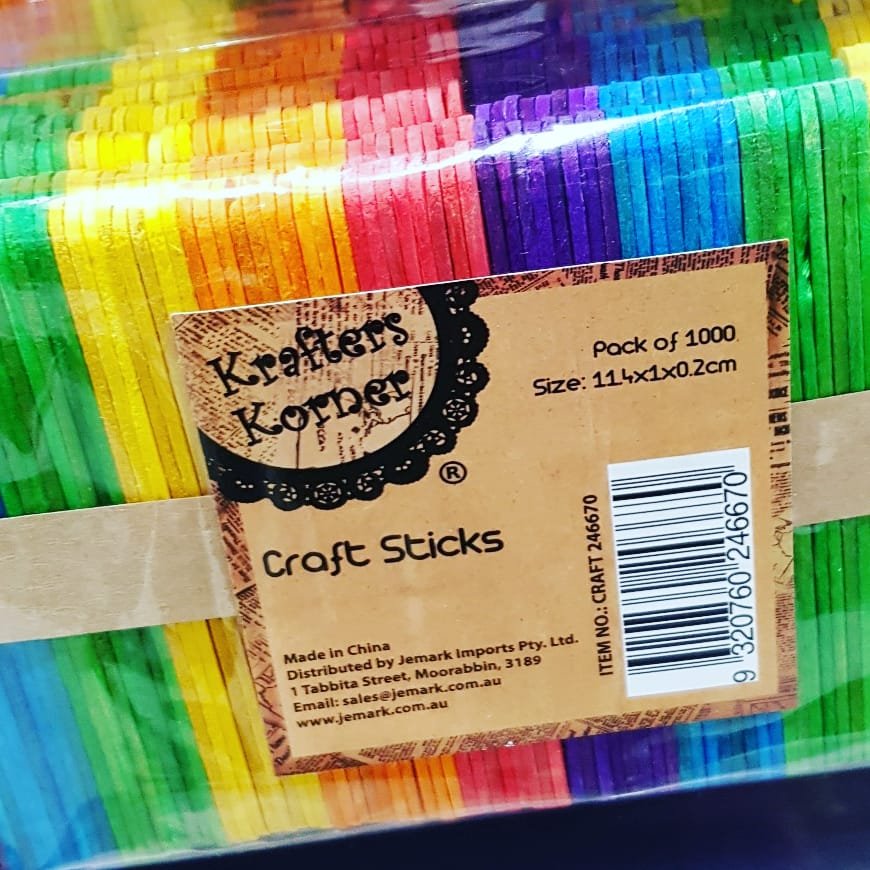 Krafters
Korner
®
Pack of 1000
Size: 11.4x1x0.2cm
Craft Sticks
Made in China
Distributed by Jemark Imports Pty. Ltd.
1 Tabbita Street, Moorabbin, 3189
Email: sales@jemark.com.au
www.jemark.com.au
ITEM NO.: CRAFT 246670
9 320760 246670